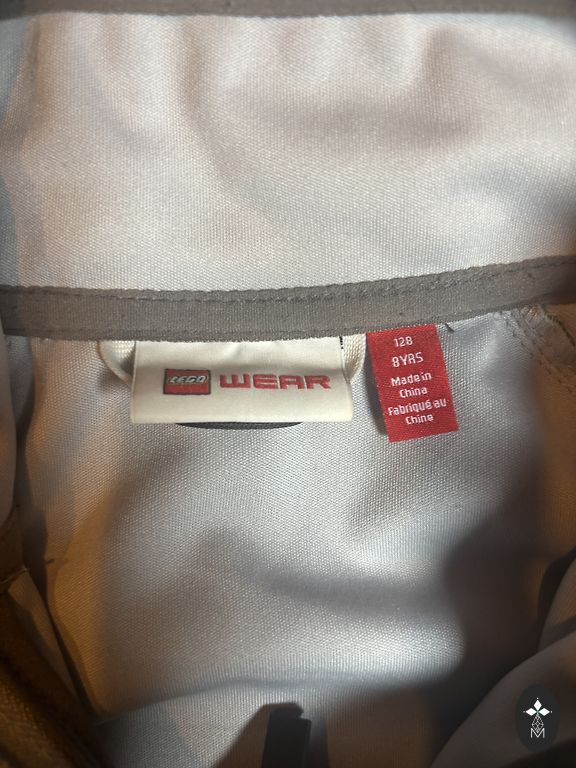 LEGO WEAR
128
8YRS
Made in
China
Fabriqué au
Chine
M